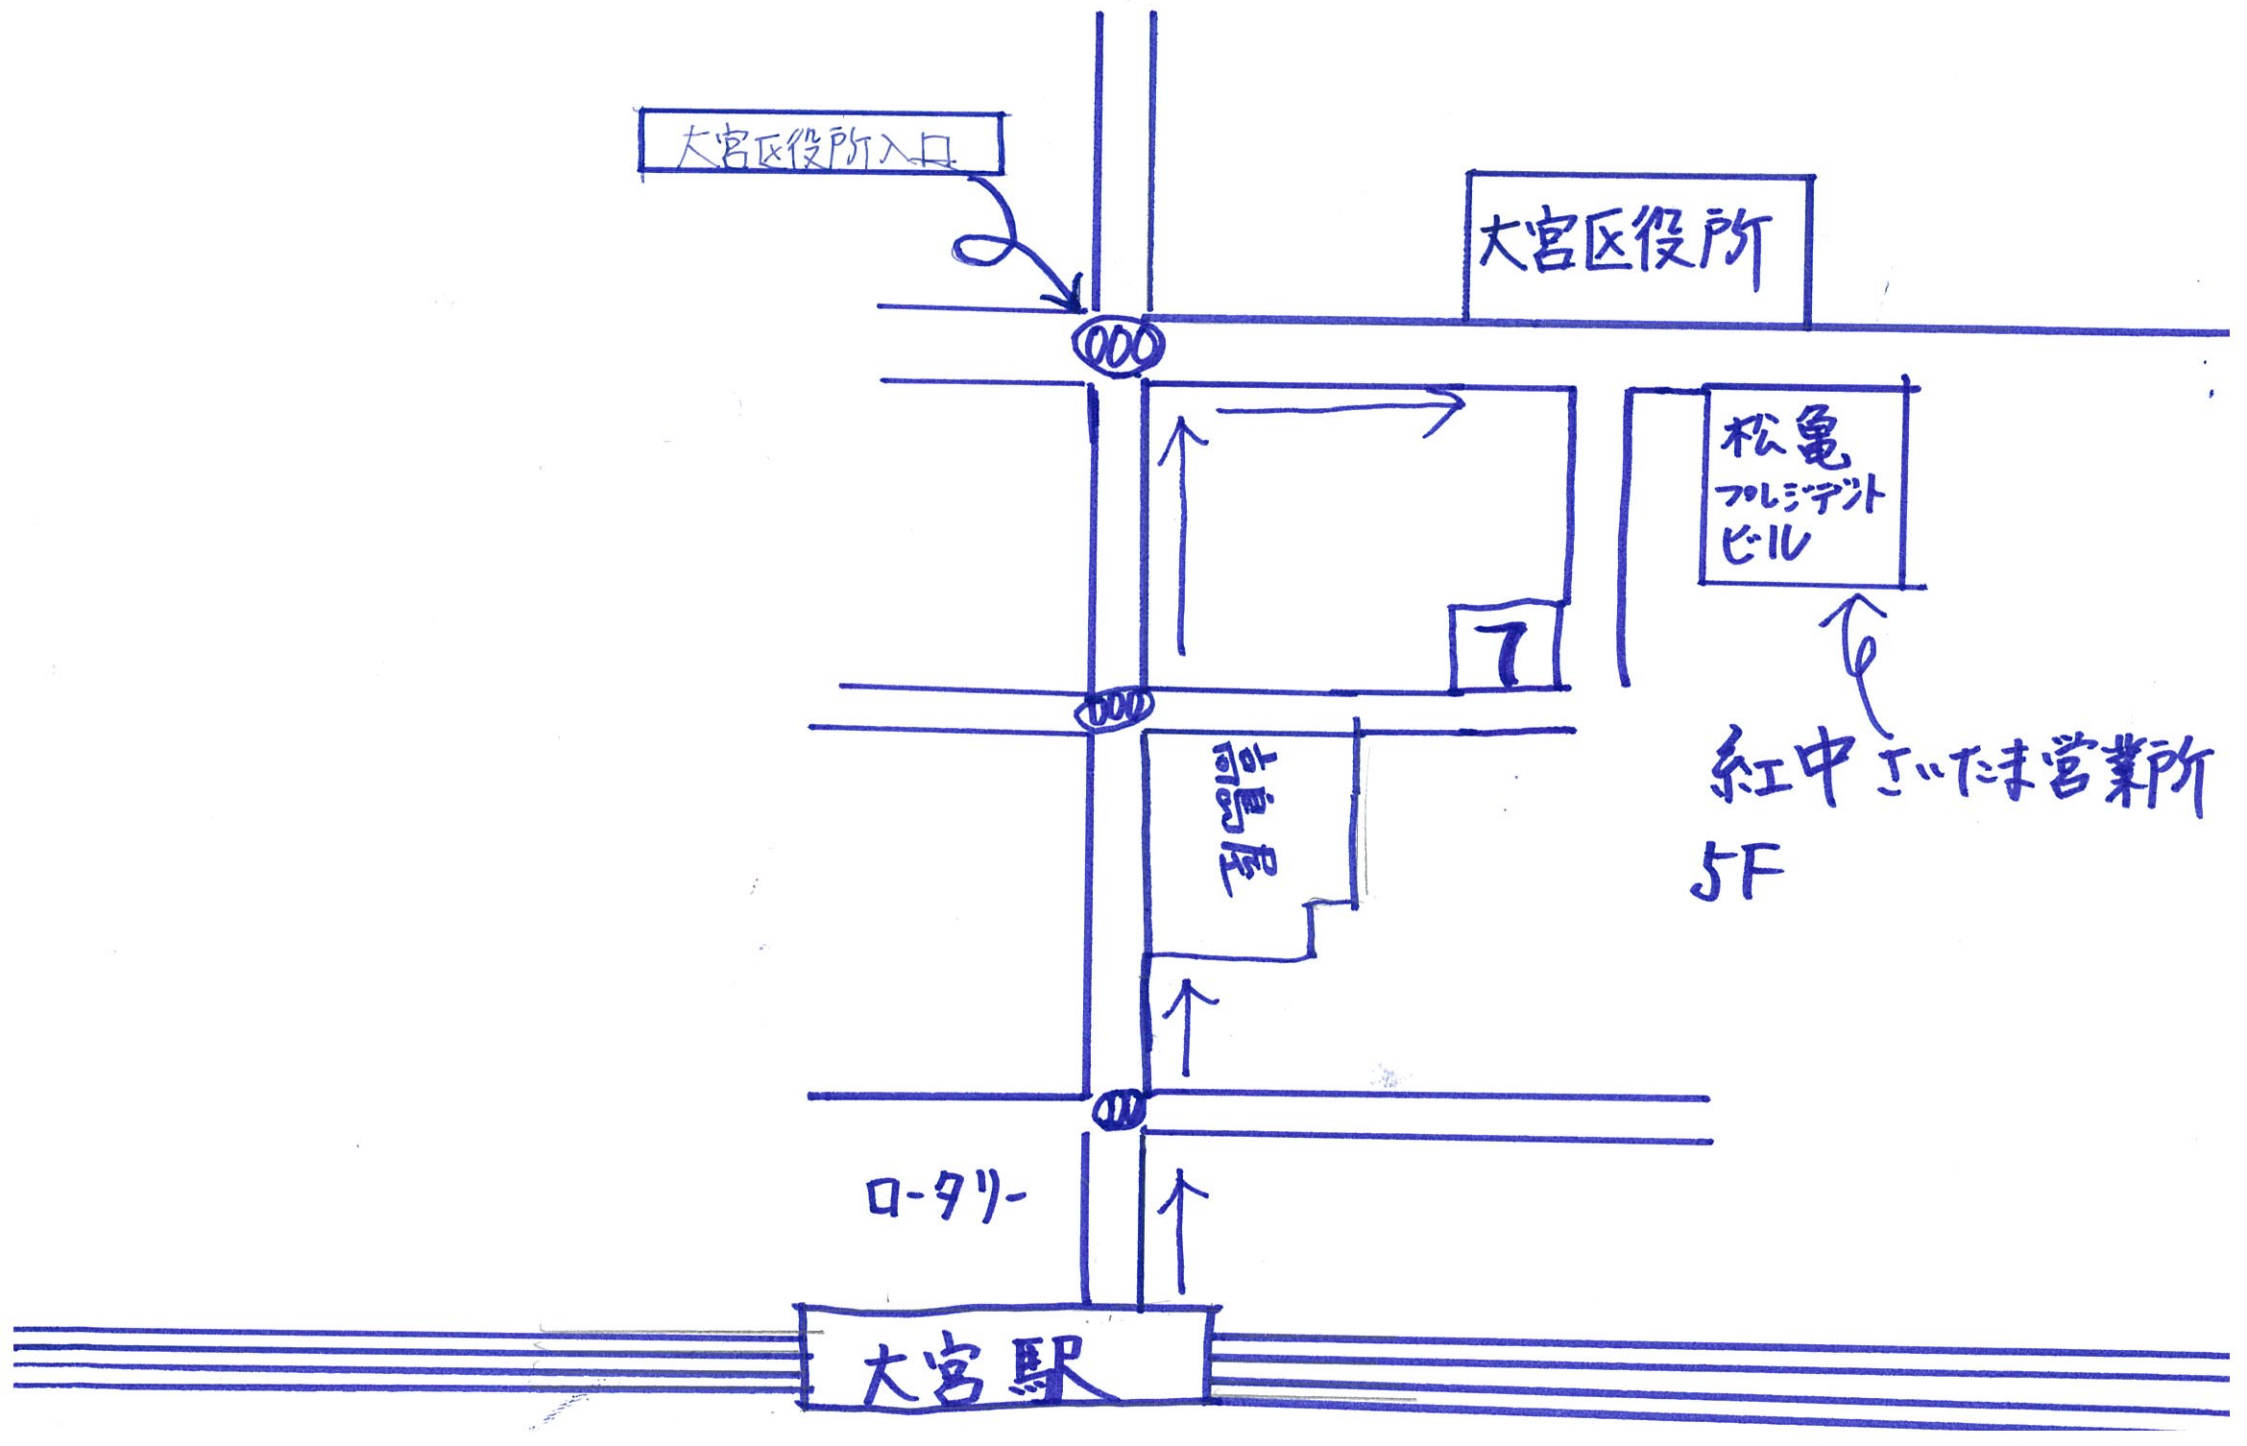 大宮区役所入口
大宮区役所
松亀
プレジデント
ビル
7
紅中さいたま営業所
5F
高島屋
ロータリー
大宮駅